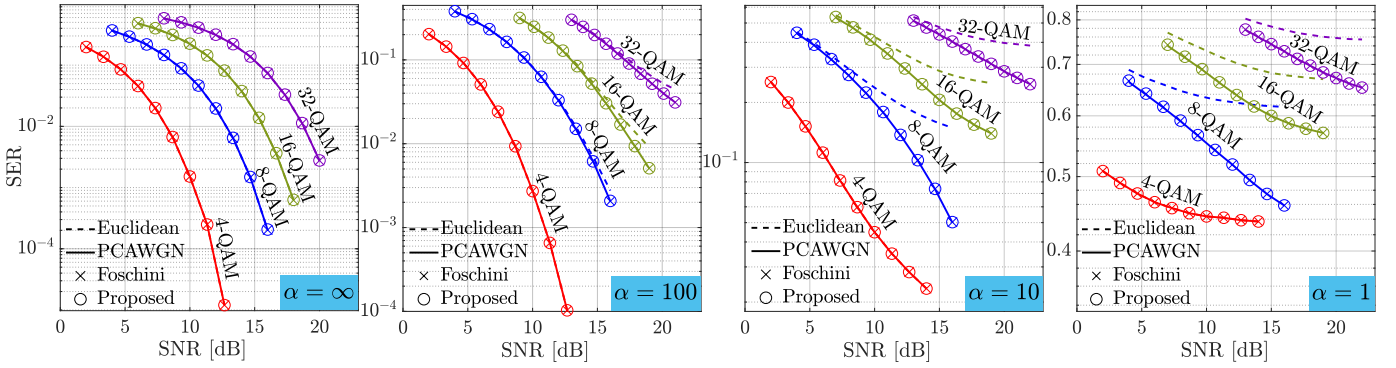 SER
10^{-2}
10^{-4}
32-QAM
16-QAM
8-QAM
4-QAM
Euclidean
PCAWGN
Foschini
Proposed
α = ∞
0 5 10 15 20
SNR [dB]
10^{-1}
10^{-2}
10^{-3}
10^{-4}
32-QAM
16-QAM
8-QAM
4-QAM
Euclidean
PCAWGN
Foschini
Proposed
α = 100
0 5 10 15 20
SNR [dB]
10^{-1}
32-QAM
16-QAM
8-QAM
4-QAM
Euclidean
PCAWGN
Foschini
Proposed
α = 10
0 5 10 15 20
SNR [dB]
0.8
0.7
0.6
0.5
0.4
32-QAM
16-QAM
8-QAM
4-QAM
Euclidean
PCAWGN
Foschini
Proposed
α = 1
0 5 10 15 20
SNR [dB]